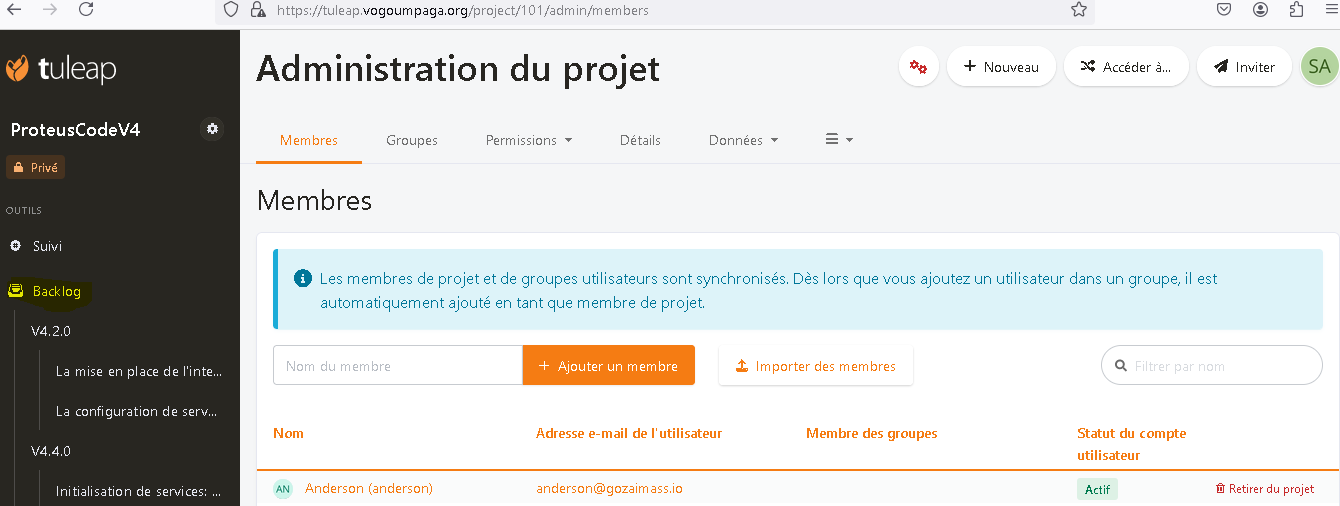 https://tuleap.vogoumpaga.org/project/101/admin/members
tuleap
Administration du projet
Nouveau
Accéder à...
Inviter
SA
ProteusCodeV4
Privé
Membres
Groupes
Permissions
Détails
Données
OUTILS
Suivi
Backlog
V4.2.0
La mise en place de l'inte...
La configuration de serv...
V4.4.0
Initialisation de services: ...
Membres
Les membres de projet et de groupes utilisateurs sont synchronisés. Dès lors que vous ajoutez un utilisateur dans un groupe, il est
automatiquement ajouté en tant que membre de projet.
Nom du membre
+ Ajouter un membre
Importer des membres
Filtrer par nom
Nom
Adresse e-mail de l'utilisateur
Membre des groupes
Statut du compte
utilisateur
AN
Anderson (anderson)
anderson@gozaimass.io
Actif
Retirer du projet